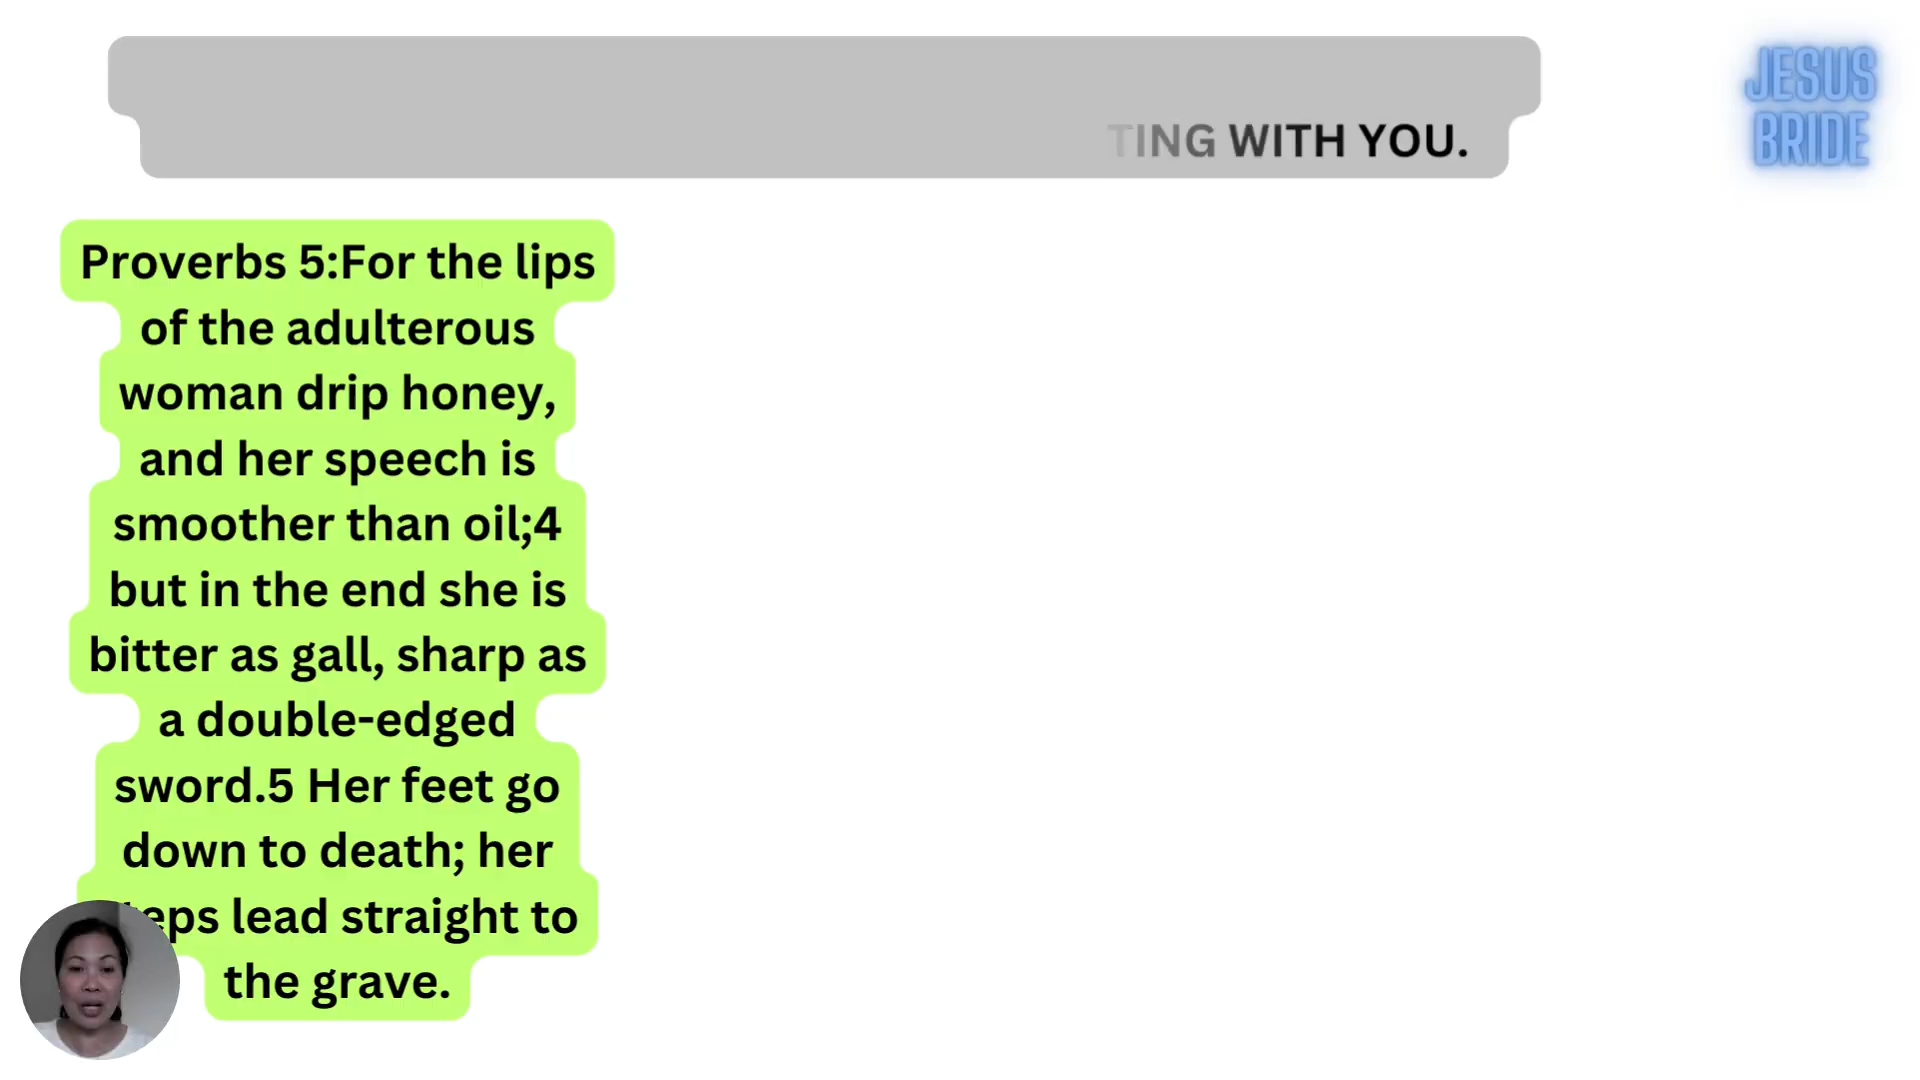 TING WITH YOU.
JESUS
BRIDE
Proverbs 5:For the lips
of the adulterous
woman drip honey,
and her speech is
smoother than oil;4
but in the end she is
bitter as gall, sharp as
a double-edged
sword.5 Her feet go
down to death; her
lead straight to
the grave.